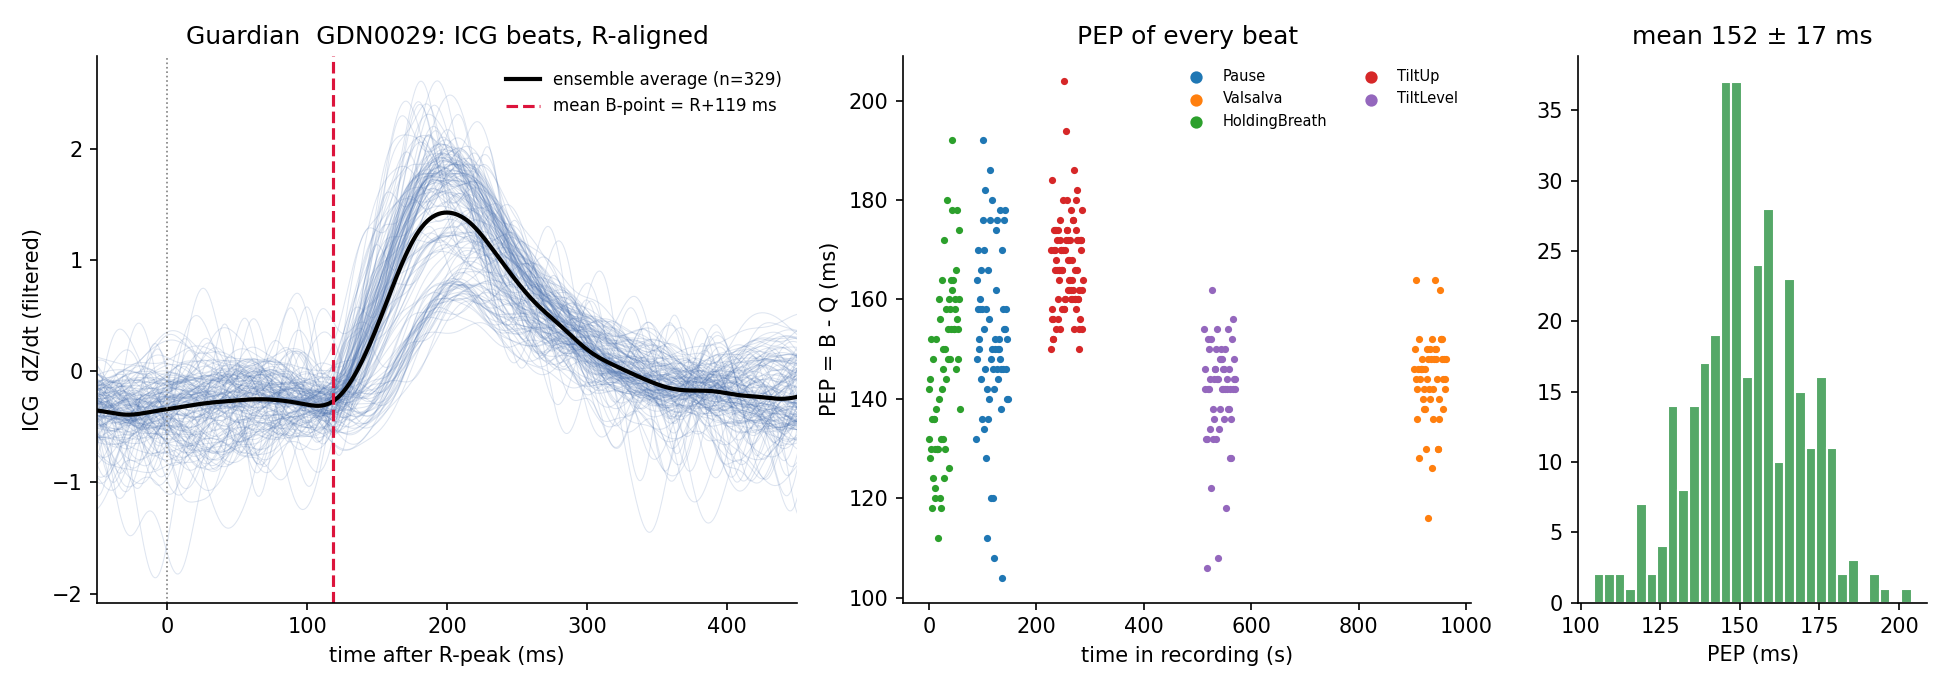 Guardian  GDN0029: ICG beats, R-aligned
ensemble average (n=329)
mean B-point = R+119 ms
ICG  dZ/dt (filtered)
2
1
0
−1
−2
0
100
200
300
400
time after R-peak (ms)
PEP of every beat
Pause
Valsalva
HoldingBreath
TiltUp
TiltLevel
PEP = B - Q (ms)
200
180
160
140
120
100
0
200
400
600
800
1000
time in recording (s)
mean 152 ± 17 ms
35
30
25
20
15
10
5
0
100
125
150
175
200
PEP (ms)